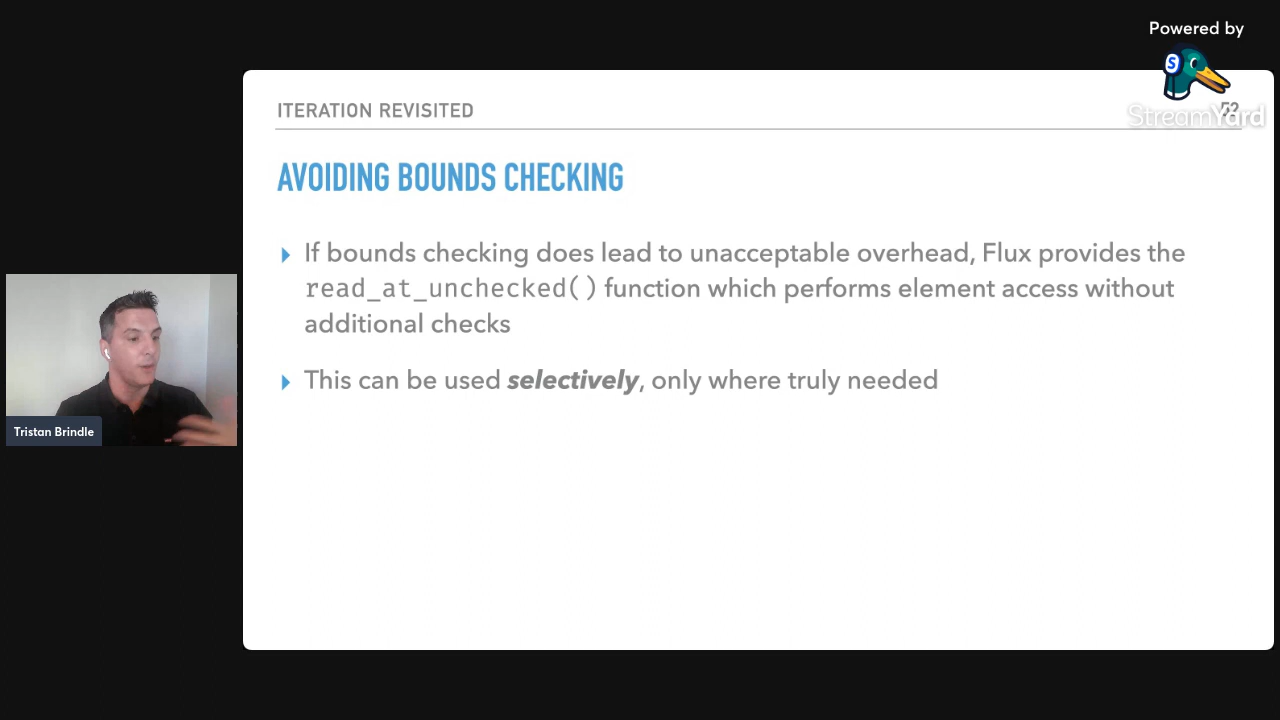 Powered by
S
StreamYard
ITERATION REVISITED
52
AVOIDING BOUNDS CHECKING
If bounds checking does lead to unacceptable overhead, Flux provides the
read_at_unchecked() function which performs element access without
additional checks
This can be used selectively, only where truly needed
Tristan Brindle